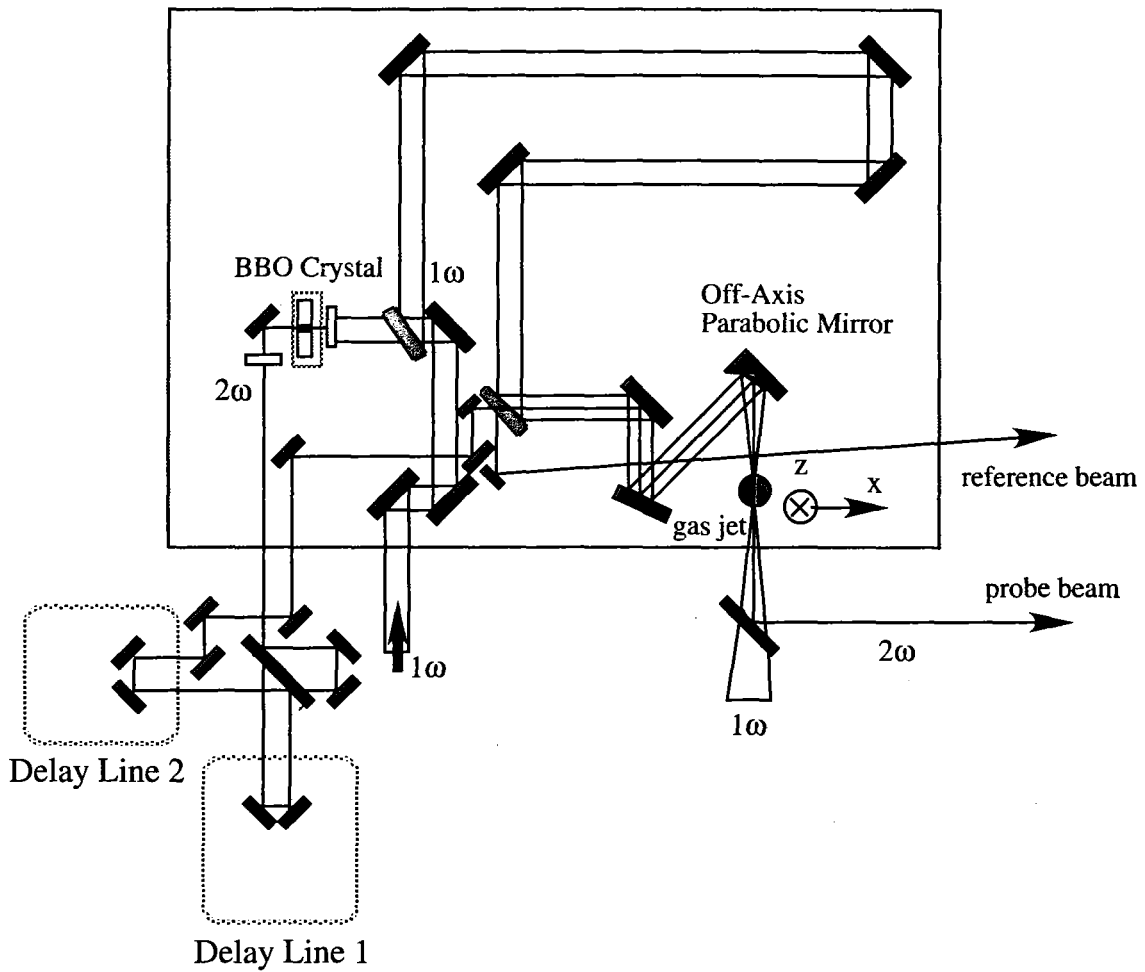 BBO Crystal
1ω
Off-Axis
Parabolic Mirror
2ω
z
x
reference beam
gas jet
probe beam
2ω
1ω
1ω
Delay Line 2
Delay Line 1